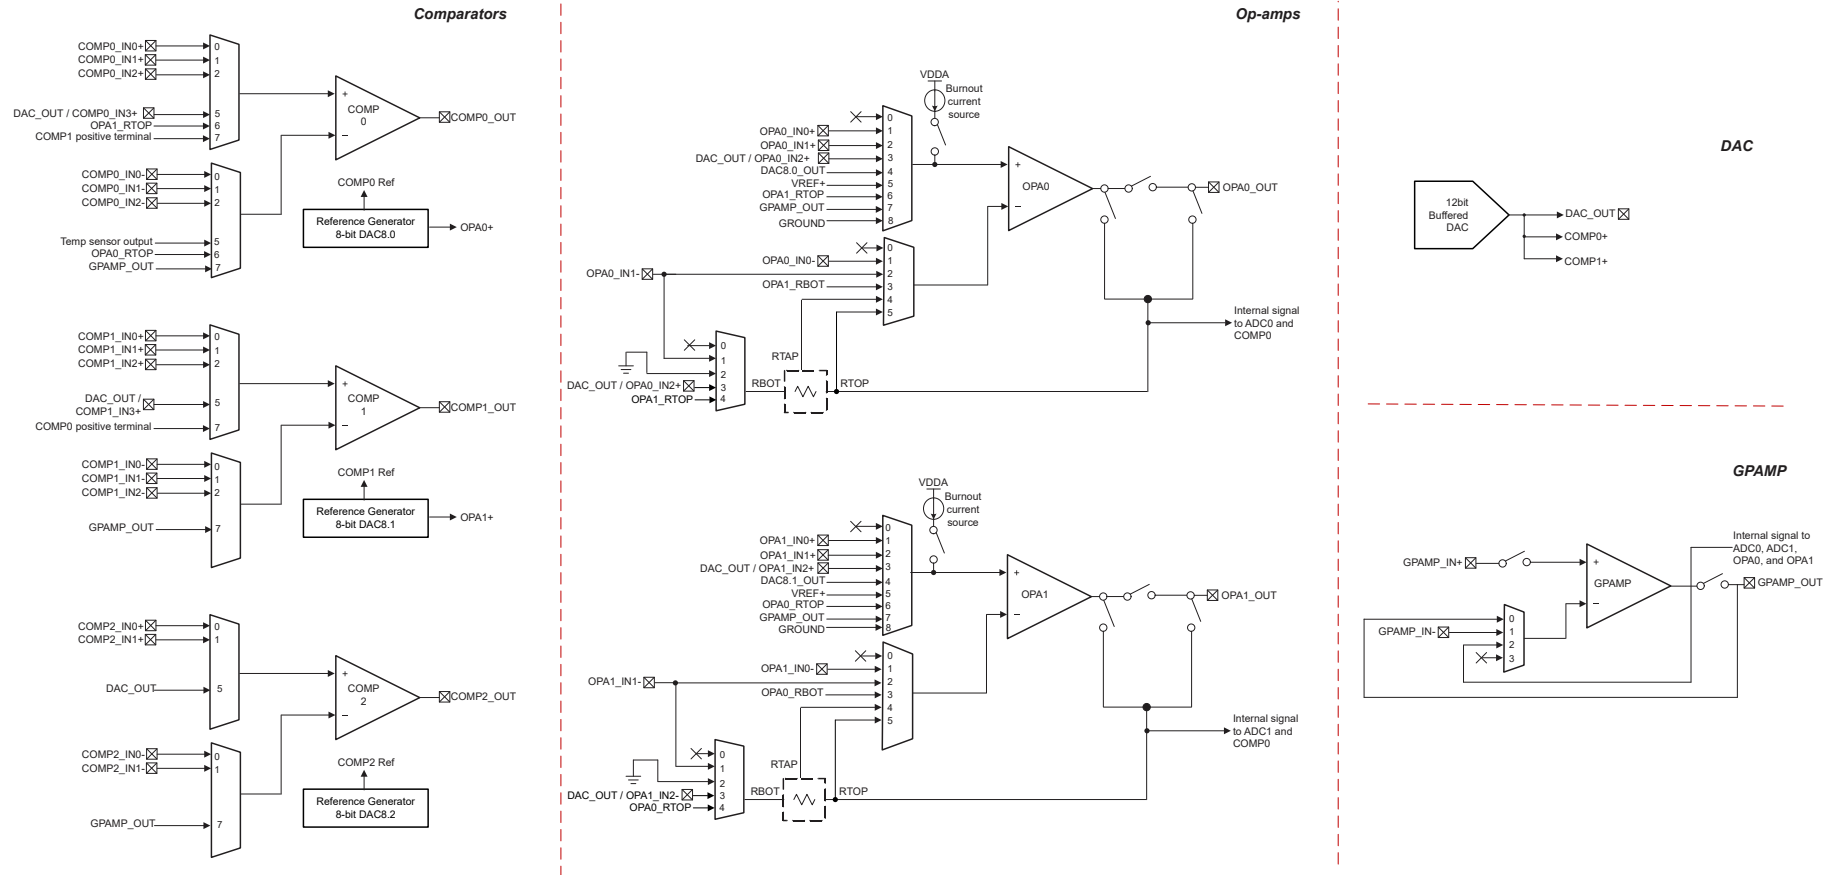 Comparators
COMP0_IN0+
COMP0_IN1+
COMP0_IN2+
DAC_OUT / COMP0_IN3+
OPA1_RTOP
COMP1 positive terminal
0
1
2
5
6
7
COMP
0
+
−
COMP0_OUT
COMP0_IN0-
COMP0_IN1-
COMP0_IN2-
Temp sensor output
OPA0_RTOP
GPAMP_OUT
0
1
2
5
6
7
COMP0 Ref
Reference Generator
8-bit DAC8.0
OPA0+
COMP1_IN0+
COMP1_IN1+
COMP1_IN2+
DAC_OUT /
COMP1_IN3+
COMP0 positive terminal
0
1
2
5
7
COMP
1
+
−
COMP1_OUT
COMP1_IN0-
COMP1_IN1-
COMP1_IN2-
GPAMP_OUT
0
1
2
7
COMP1 Ref
Reference Generator
8-bit DAC8.1
OPA1+
COMP2_IN0+
COMP2_IN1+
DAC_OUT
0
1
5
COMP
2
+
−
COMP2_OUT
COMP2_IN0-
COMP2_IN1-
GPAMP_OUT
0
1
7
COMP2 Ref
Reference Generator
8-bit DAC8.2
Op-amps
VDDA
Burnout
current
source
OPA0_IN0+
OPA0_IN1+
DAC_OUT / OPA0_IN2+
DAC8.0_OUT
VREF+
OPA1_RTOP
GPAMP_OUT
GROUND
0
1
2
3
4
5
6
7
8
+
−
OPA0
OPA0_OUT
OPA0_IN0-
OPA0_IN1-
OPA1_RBOT
0
1
2
3
4
5
Internal signal
to ADC0 and
COMP0
DAC_OUT / OPA0_IN2+
OPA1_RTOP
0
1
2
3
4
RBOT
RTAP
RTOP
VDDA
Burnout
current
source
OPA1_IN0+
OPA1_IN1+
DAC_OUT / OPA1_IN2+
DAC8.1_OUT
VREF+
OPA0_RTOP
GPAMP_OUT
GROUND
0
1
2
3
4
5
6
7
8
+
−
OPA1
OPA1_OUT
OPA1_IN0-
OPA1_IN1-
OPA0_RBOT
0
1
2
3
4
5
Internal signal
to ADC1 and
COMP0
DAC_OUT / OPA1_IN2-
OPA0_RTOP
0
1
2
3
4
RBOT
RTAP
RTOP
DAC
12bit
Buffered
DAC
DAC_OUT
COMP0+
COMP1+
GPAMP
Internal signal to
ADC0, ADC1,
OPA0, and OPA1
GPAMP_IN+
+
−
GPAMP
GPAMP_OUT
GPAMP_IN-
0
1
2
3